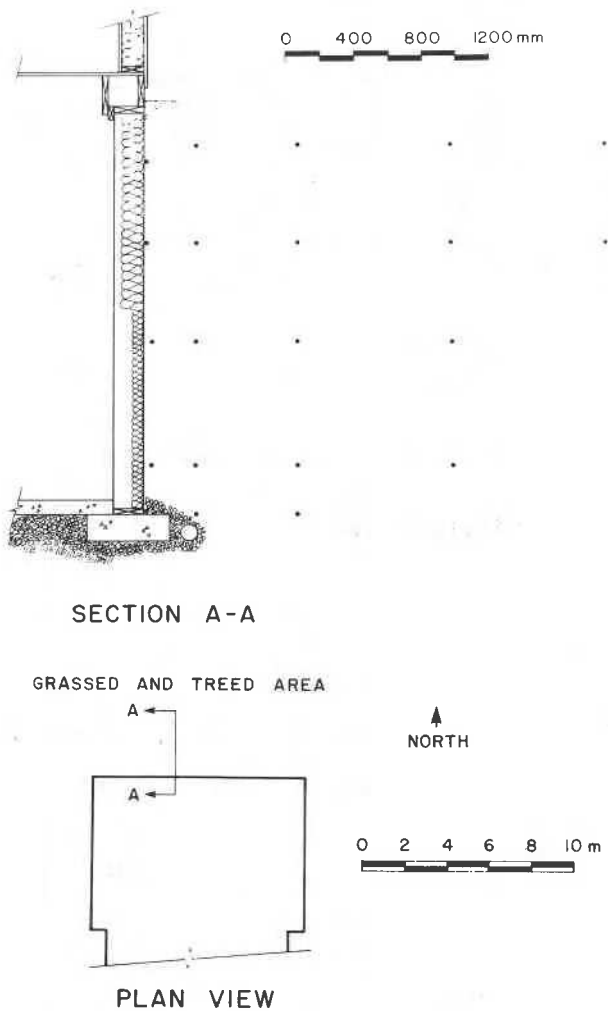 0 400 800 1200 mm
SECTION A-A
GRASSED AND TREED AREA
A
NORTH
A
0 2 4 6 8 10 m
PLAN VIEW